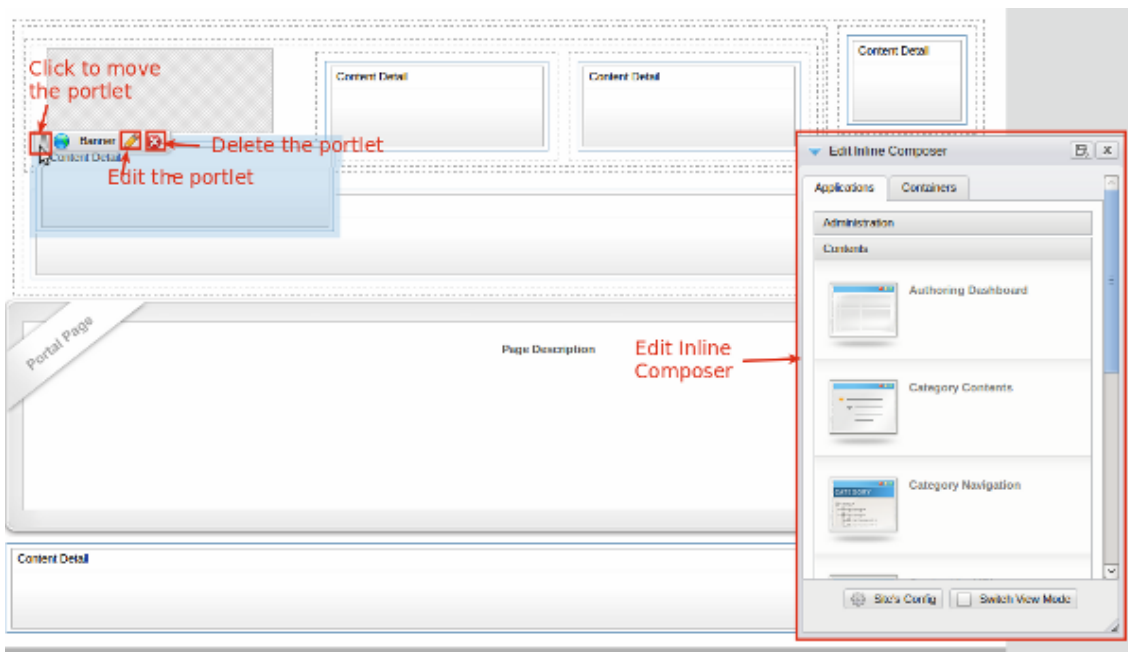 Content Detail
Click to move
the portlet
Content Detail
Content Detail
Banner
Delete the portlet
Content Detail
Edit the portlet
Edit Inline Composer
Applications
Containers
Administration
Contents
Authoring Dashboard
Portal Page
Page Description
Edit Inline
Composer
Category Contents
Category Navigation
CATEGORY
Content Detail
Site's Config
Switch View Mode